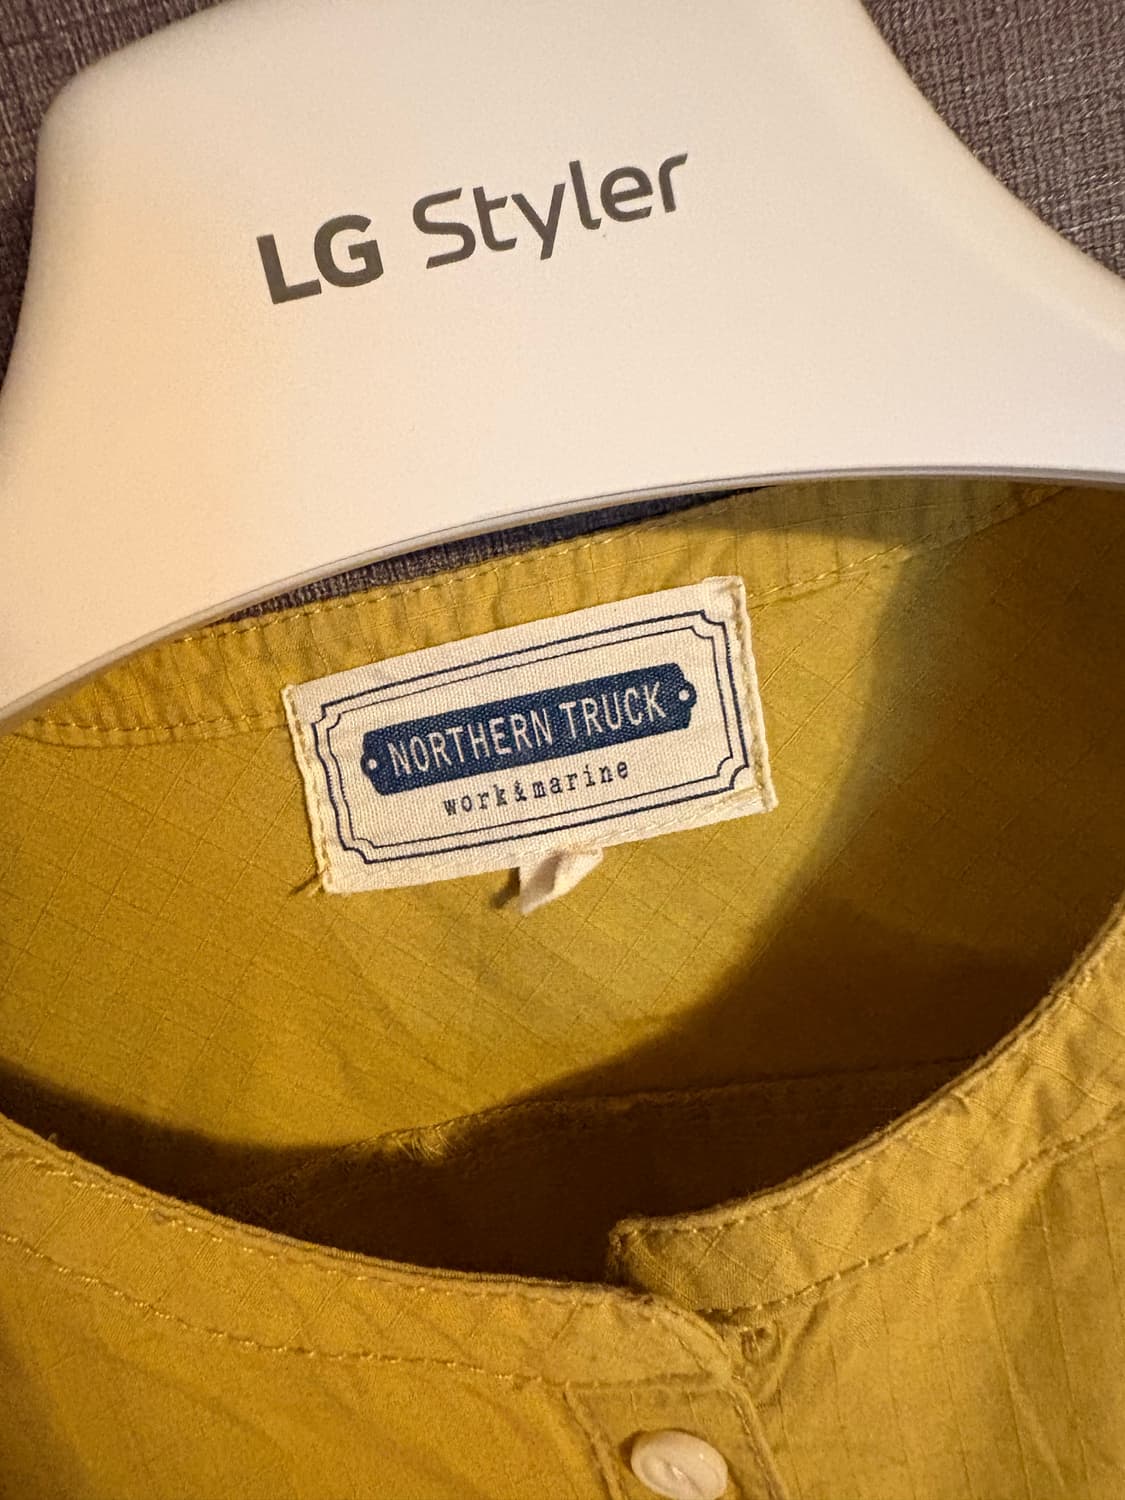 LG Styler
NORTHERN TRUCK
work&marine